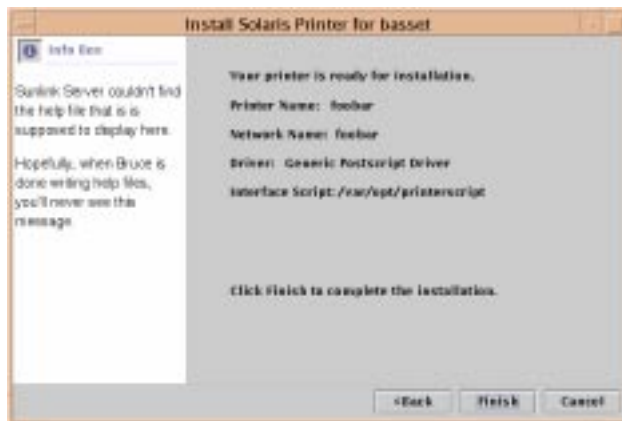 Install Solaris Printer for basset
Info Box
Sunlink Server couldn't find
the help file that is is
supposed to display here.
Hopefully, when Bruce is
done writing help files,
you'll never see this
message.
Your printer is ready for installation.
Printer Name: foobar
Network Name: foobar
Driver: Generic Postscript Driver
Interface Script: /var/opt/printerscript
Click Finish to complete the installation.
<Back Finish Cancel